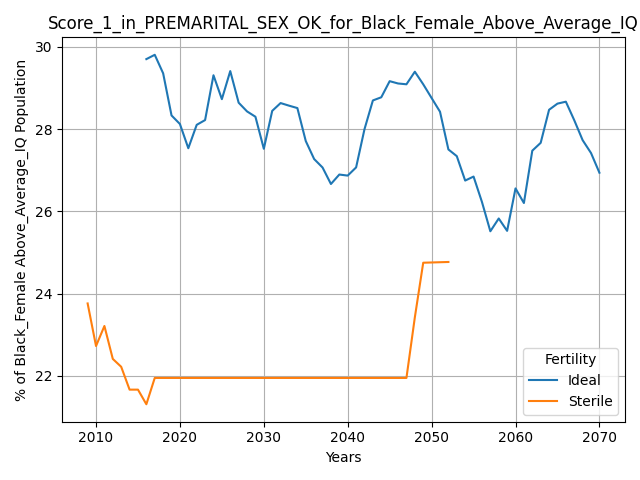 Score_1_in_PREMARITAL_SEX_OK_for_Black_Female_Above_Average_IQ
% of Black_Female Above_Average_IQ Population
30
28
26
24
22
2010 2020 2030 2040 2050 2060 2070
Years
Fertility
Ideal
Sterile